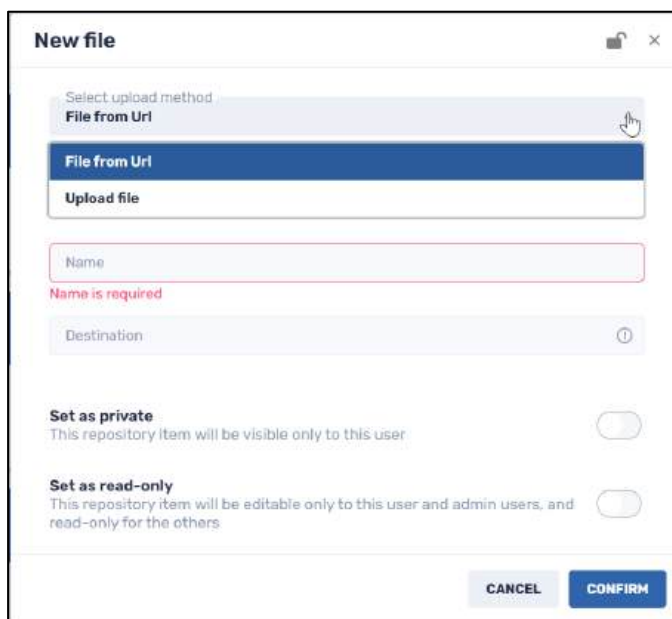 New file
Select upload method
File from Url
File from Url
Upload file
Name
Name is required
Destination
Set as private
This repository item will be visible only to this user
Set as read-only
This repository item will be editable only to this user and admin users, and
read-only for the others
CANCEL
CONFIRM